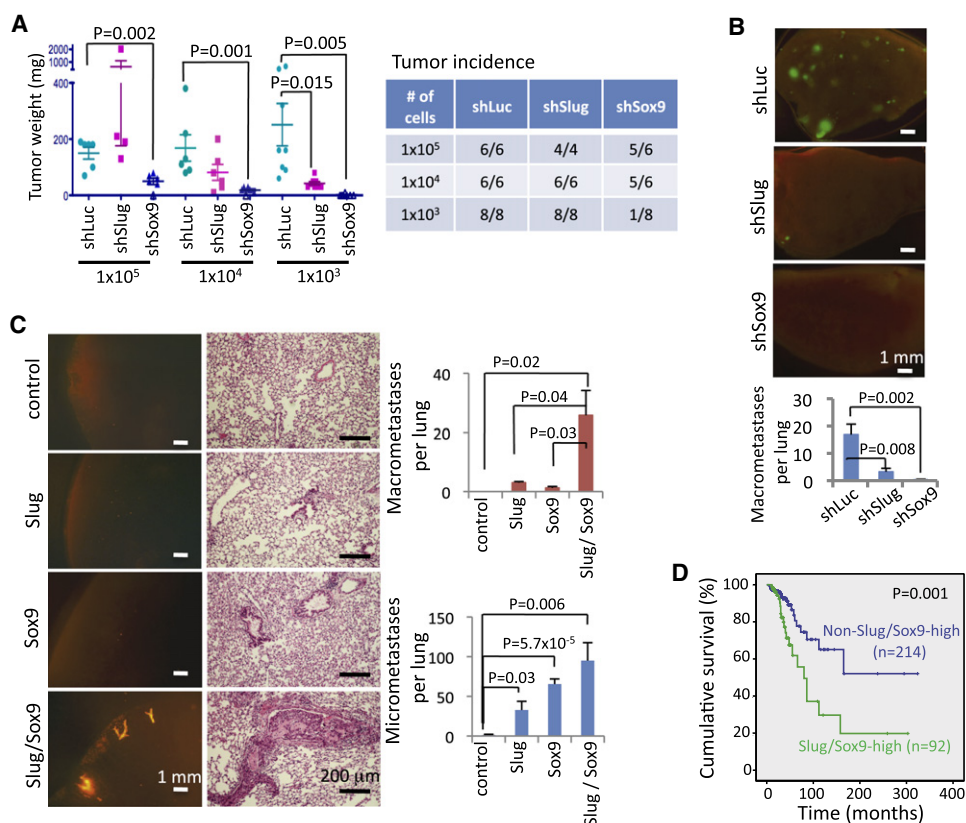 A
Tumor weight (mg)
2000
1000
400
200
0
P=0.002
P=0.001
P=0.005
P=0.015
shLuc
shSlug
shSox9
shLuc
shSlug
shSox9
shLuc
shSlug
shSox9
1x10⁵
1x10⁴
1x10³
Tumor incidence
# of cells shLuc shSlug shSox9
1x10⁵ 6/6 4/4 5/6
1x10⁴ 6/6 6/6 5/6
1x10³ 8/8 8/8 1/8
B
shLuc
shSlug
shSox9
1 mm
Macrometastases
per lung
30
20
10
0
P=0.002
P=0.008
shLuc
shSlug
shSox9
C
control
Slug
Sox9
Slug/Sox9
1 mm
200 µm
Macrometastases
per lung
40
20
0
P=0.02
P=0.04
P=0.03
control
Slug
Sox9
Slug/ Sox9
Micrometastases
per lung
150
100
50
0
P=0.006
P=5.7x10⁻⁵
P=0.03
control
Slug
Sox9
Slug / Sox9
D
Cumulative survival (%)
100
80
60
40
20
0
P=0.001
Non-Slug/Sox9-high
(n=214)
Slug/Sox9-high (n=92)
0 100 200 300 400
Time (months)